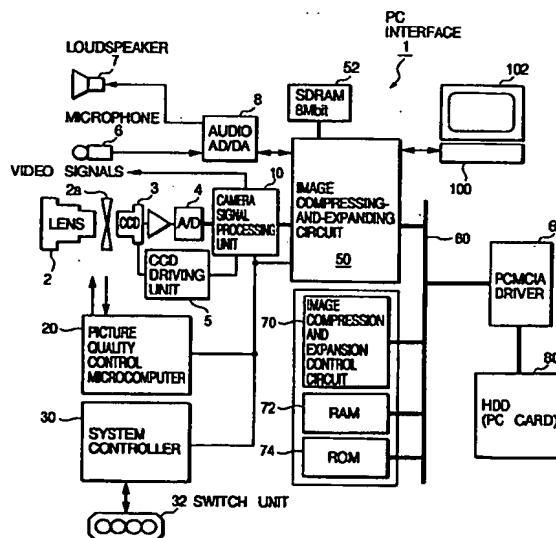 PC
INTERFACE
1
LOUDSPEAKER
7
52
102
SDRAM
8Mbit
8
MICROPHONE
6
AUDIO
AD/DA
10
VIDEO SIGNALS
2a
3
4
LENS
CCD
A/D
CAMERA
SIGNAL
PROCESSING
UNIT
IMAGE
COMPRESSING-
AND-EXPANDING
CIRCUIT
50
100
60
2
CCD
DRIVING
UNIT
5
6
PCMCIA
DRIVER
20
PICTURE
QUALITY
CONTROL
MICROCOMPUTER
70
IMAGE
COMPRESSION
AND
EXPANSION
CONTROL
CIRCUIT
80
HDD
(PC CARD)
30
SYSTEM
CONTROLLER
72
RAM
74
ROM
32 SWITCH UNIT